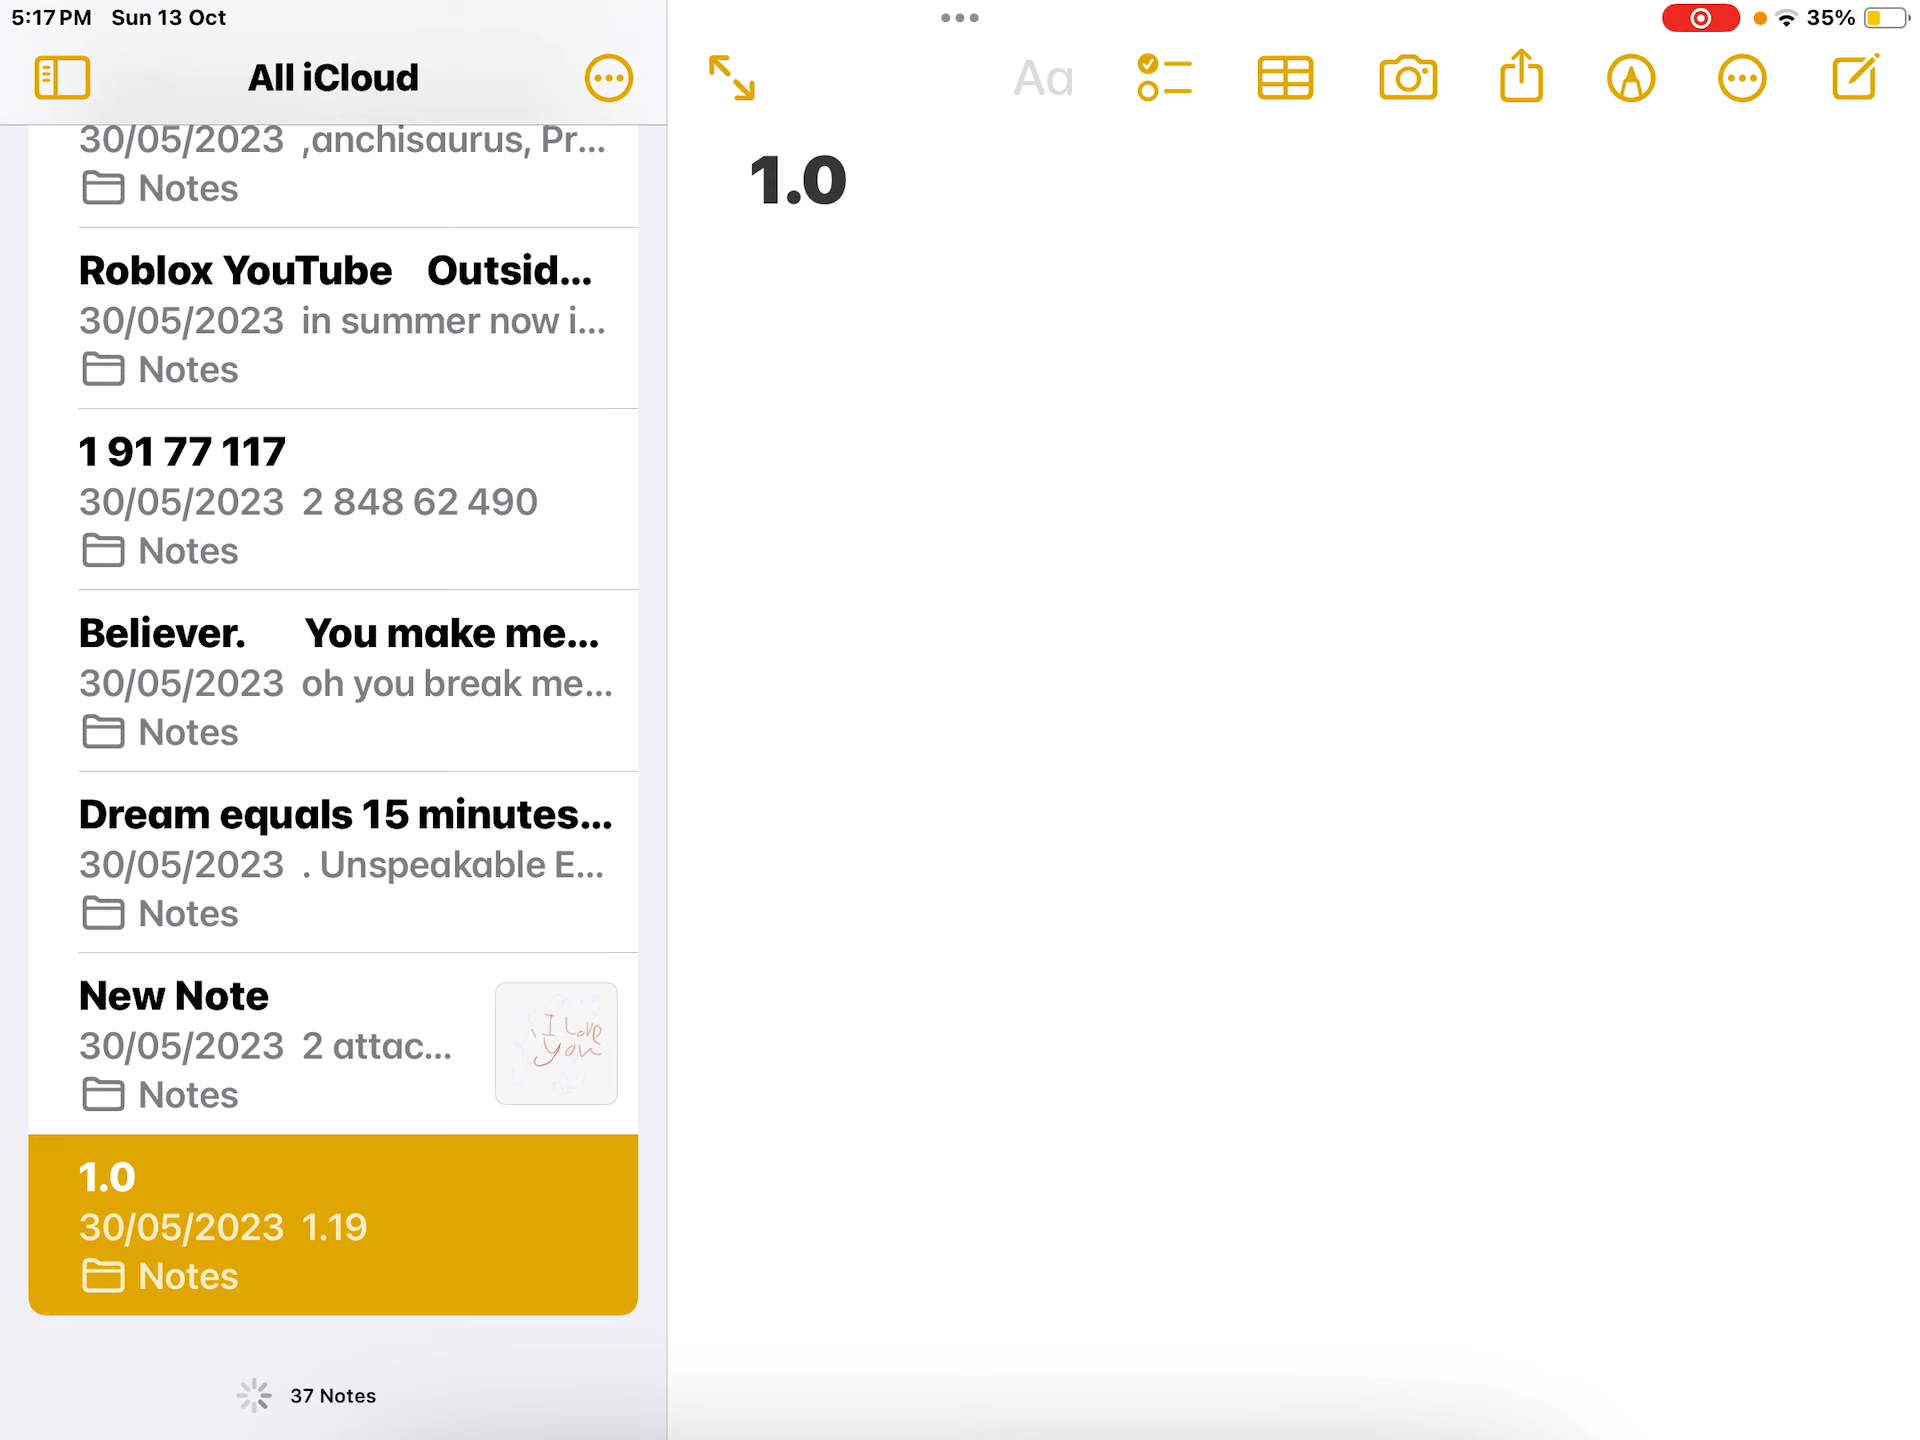 5:17 PM Sun 13 Oct
35%
All iCloud
30/05/2023 ,anchisaurus, Pr...
Notes
Roblox YouTube Outsid...
30/05/2023 in summer now i...
Notes
1 91 77 117
30/05/2023 2 848 62 490
Notes
Believer. You make me...
30/05/2023 oh you break me...
Notes
Dream equals 15 minutes...
30/05/2023 . Unspeakable E...
Notes
New Note
30/05/2023 2 attac...
Notes
I Love
you
1.0
30/05/2023 1.19
Notes
37 Notes
Aa
1.0